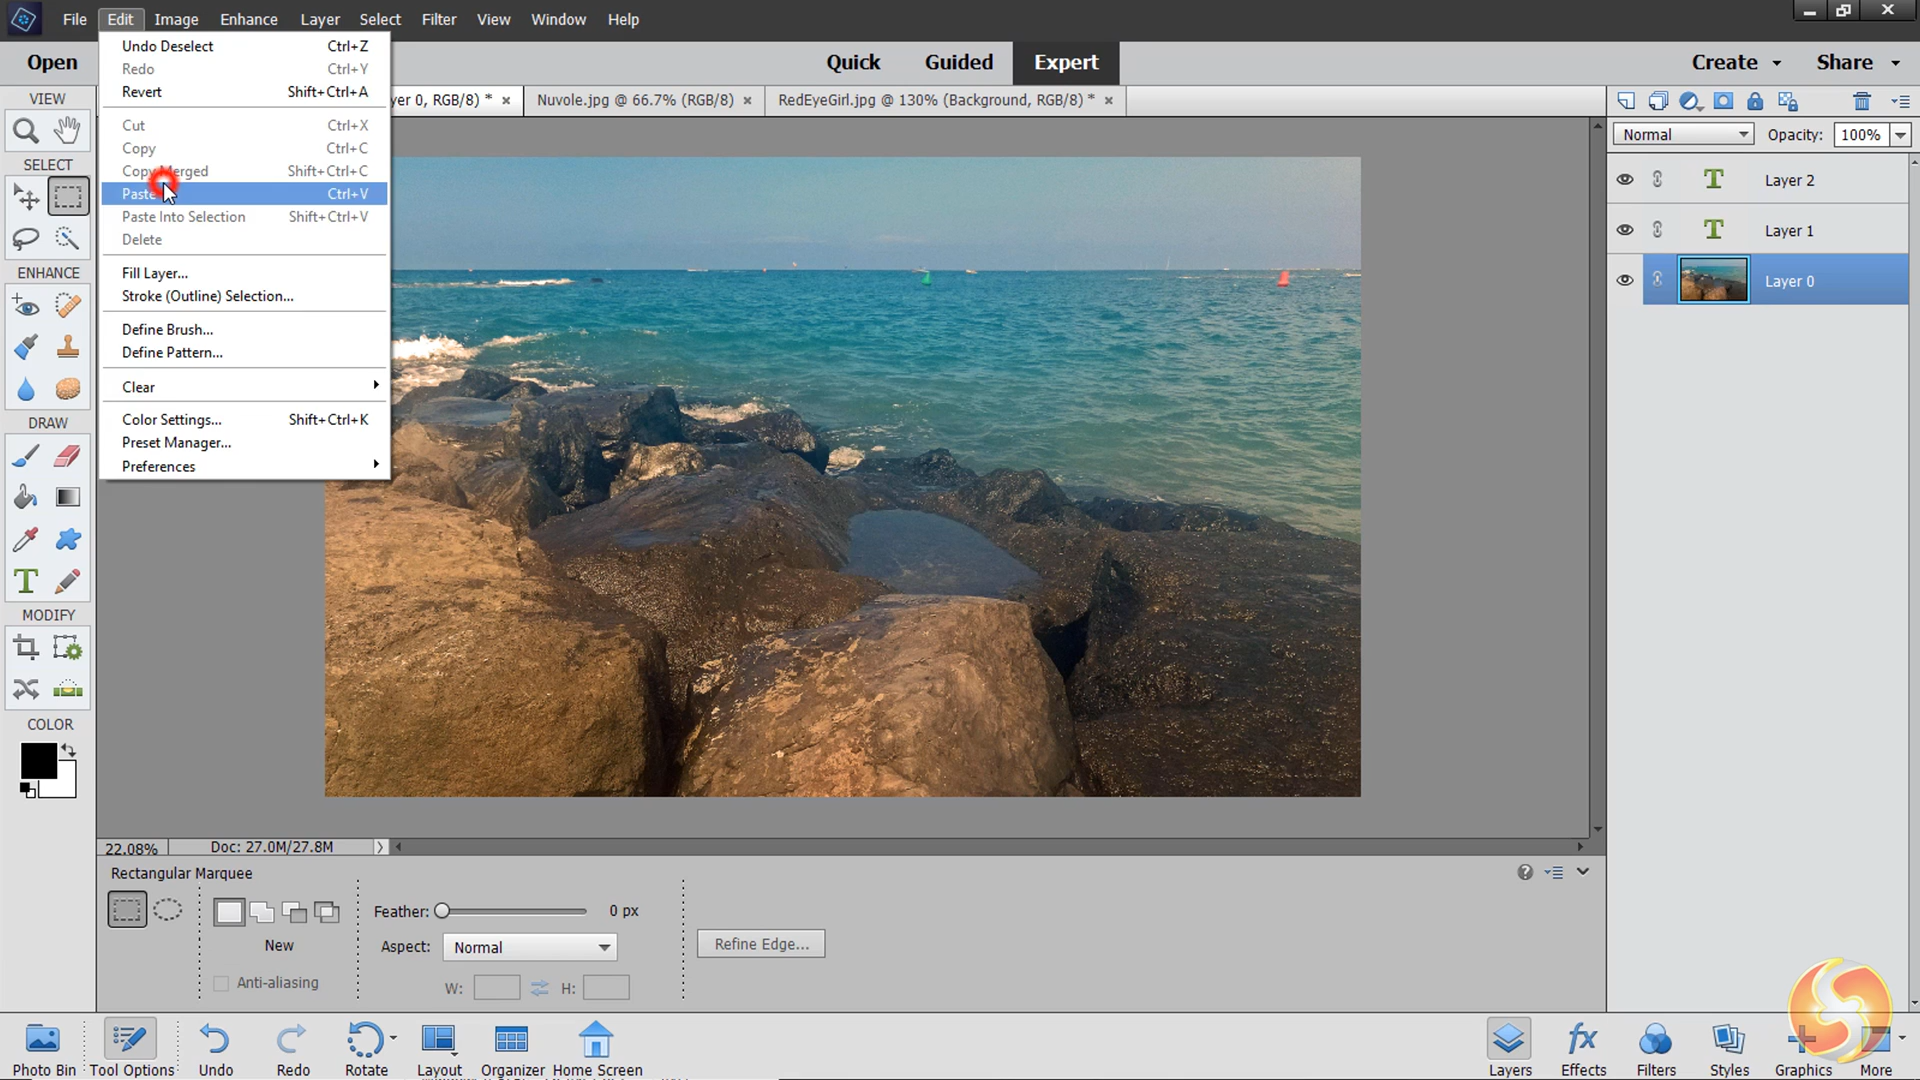 File Edit Image Enhance Layer Select Filter View Window Help
Open Quick Guided Expert Create Share
Undo Deselect Ctrl+Z
Redo Ctrl+Y
Revert Shift+Ctrl+A
Cut Ctrl+X
Copy Ctrl+C
Copy Merged Shift+Ctrl+C
Paste Ctrl+V
Paste Into Selection Shift+Ctrl+V
Delete
Fill Layer...
Stroke (Outline) Selection...
Define Brush...
Define Pattern...
Clear
Color Settings... Shift+Ctrl+K
Preset Manager...
Preferences
yer 0, RGB/8) * × Nuvole.jpg @ 66.7% (RGB/8) × RedEyeGirl.jpg @ 130% (Background, RGB/8) * ×
VIEW
SELECT
ENHANCE
DRAW
T
MODIFY
COLOR
Normal Opacity: 100%
T Layer 2
T Layer 1
Layer 0
22.08% Doc: 27.0M/27.8M
Rectangular Marquee
New
Anti-aliasing
Feather: 0 px
Aspect: Normal
W: H:
Refine Edge...
Photo Bin Tool Options Undo Redo Rotate Layout Organizer Home Screen
fx
Layers Effects Filters Styles Graphics More